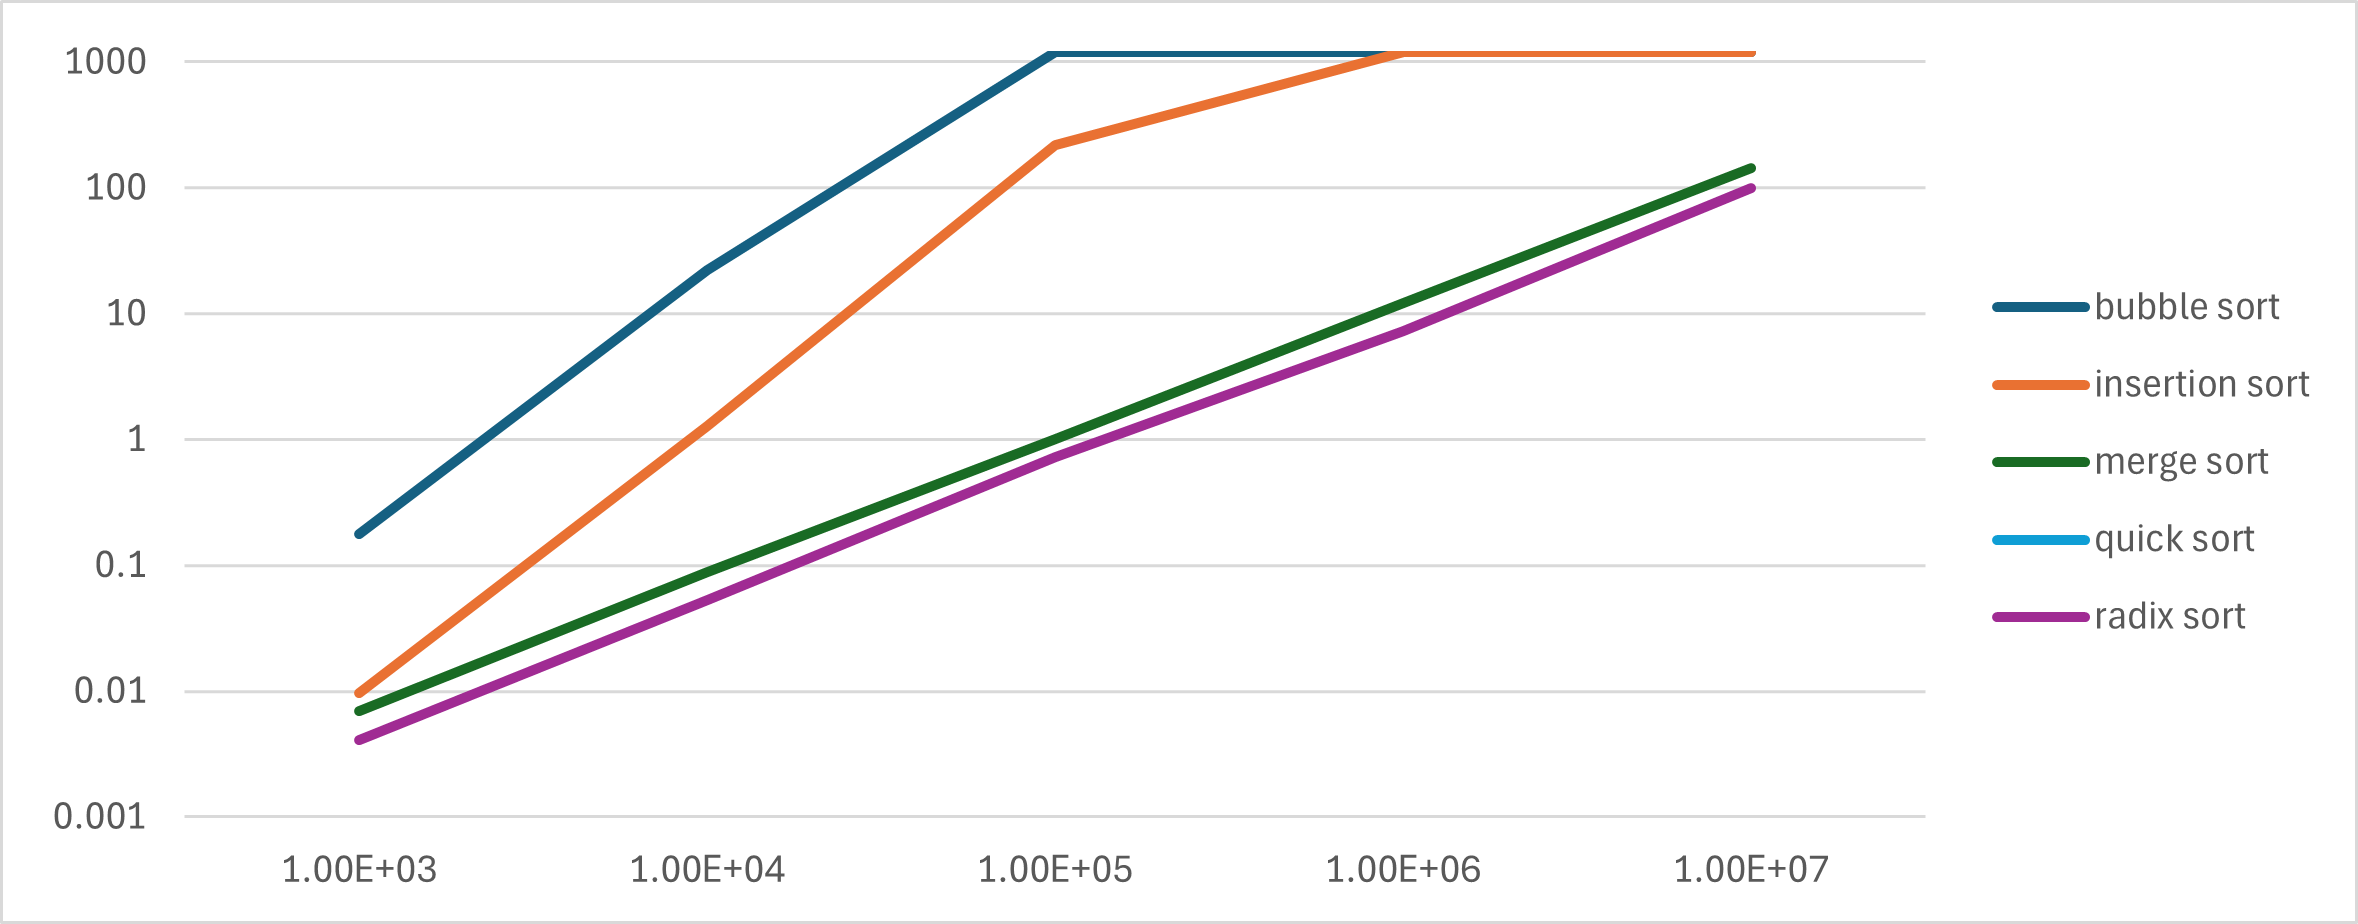 1000
100
10
1
0.1
0.01
0.001
1.00E+03 1.00E+04 1.00E+05 1.00E+06 1.00E+07
bubble sort
insertion sort
merge sort
quick sort
radix sort